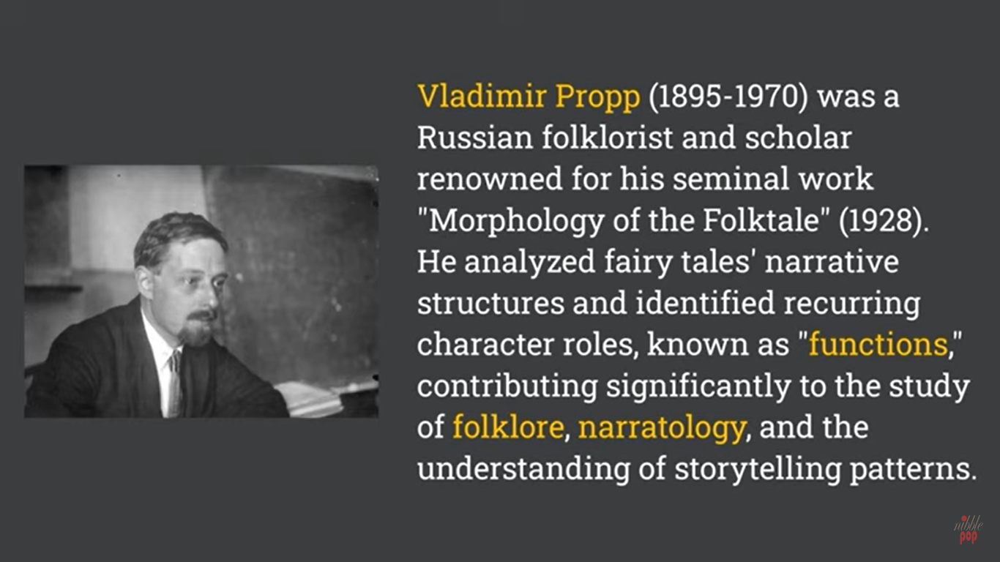 Vladimir Propp (1895-1970) was a
Russian folklorist and scholar
renowned for his seminal work
"Morphology of the Folktale" (1928).
He analyzed fairy tales' narrative
structures and identified recurring
character roles, known as "functions,"
contributing significantly to the study
of folklore, narratology, and the
understanding of storytelling patterns.
nibble
pop